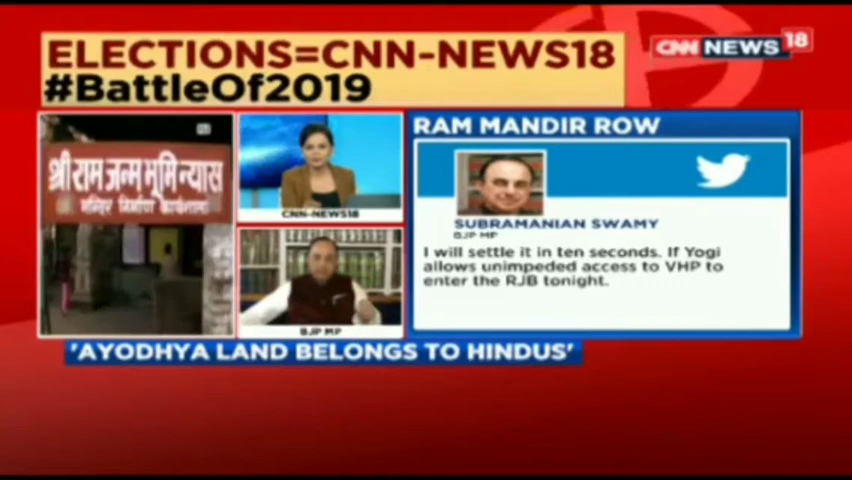 ELECTIONS=CNN-NEWS18
#BattleOf2019
CNN NEWS 18
श्री राम जन्म भूमि न्यास
मन्दिर निर्माण कार्यशाला
CNN-NEWS18
BJP MP
RAM MANDIR ROW
SUBRAMANIAN SWAMY
BJP MP
I will settle it in ten seconds. If Yogi
allows unimpeded access to VHP to
enter the RJB tonight.
'AYODHYA LAND BELONGS TO HINDUS'